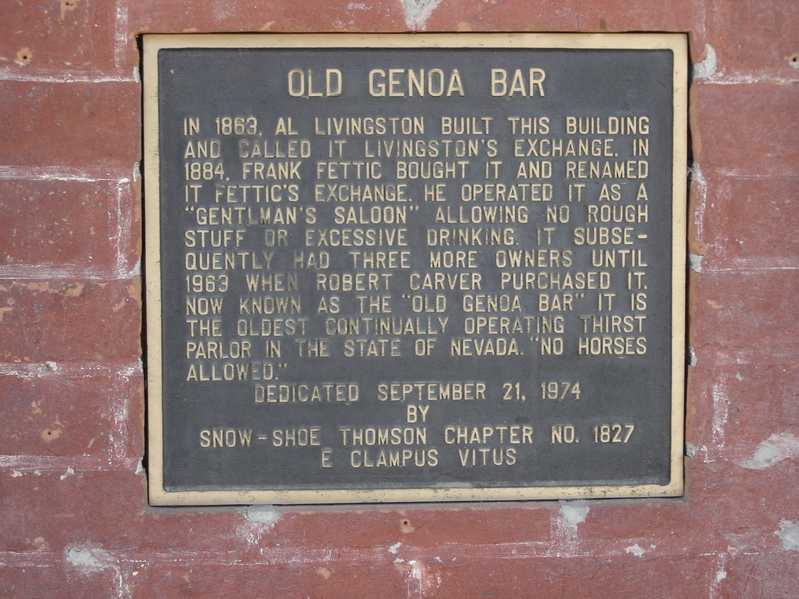 OLD GENOA BAR
IN 1863, AL LIVINGSTON BUILT THIS BUILDING
AND CALLED IT LIVINGSTON'S EXCHANGE. IN
1884, FRANK FETTIC BOUGHT IT AND RENAMED
IT FETTIC'S EXCHANGE. HE OPERATED IT AS A
"GENTLMAN'S SALOON" ALLOWING NO ROUGH
STUFF OR EXCESSIVE DRINKING. IT SUBSE-
QUENTLY HAD THREE MORE OWNERS UNTIL
1963 WHEN ROBERT CARVER PURCHASED IT.
NOW KNOWN AS THE "OLD GENOA BAR" IT IS
THE OLDEST CONTINUALLY OPERATING THIRST
PARLOR IN THE STATE OF NEVADA. "NO HORSES
ALLOWED."
DEDICATED SEPTEMBER 21, 1974
BY
SNOW-SHOE THOMSON CHAPTER NO. 1827
E CLAMPUS VITUS